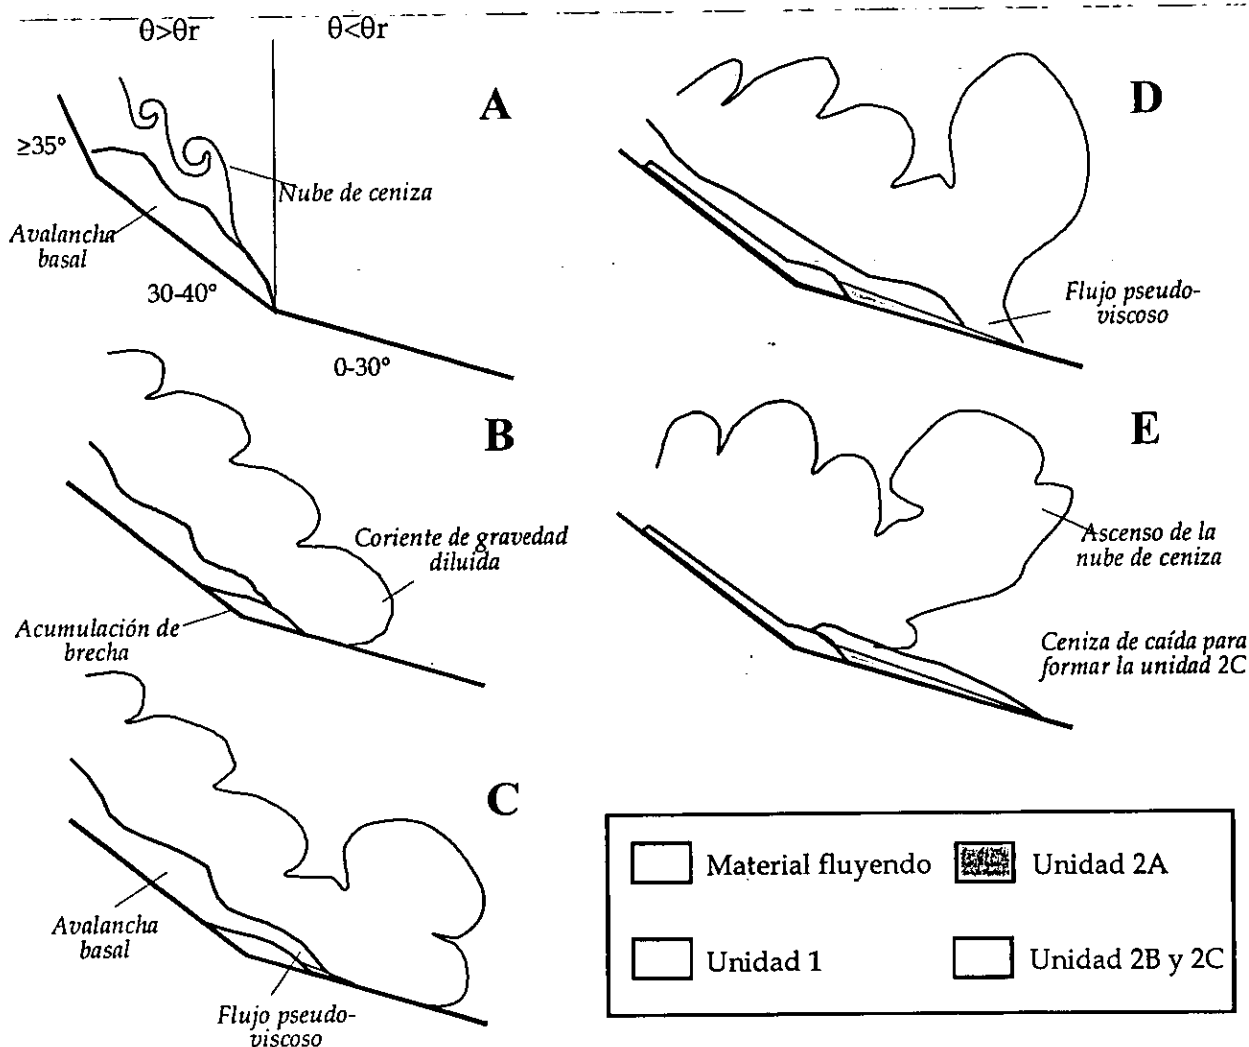 θ>θr
θ<θr
A
≥35°
Nube de ceniza
Avalancha
basal
30-40°
0-30°
B
Coriente de gravedad
diluida
Acumulación de
brecha
C
Avalancha
basal
Flujo pseudo-
viscoso
D
Flujo pseudo-
viscoso
E
Ascenso de la
nube de ceniza
Ceniza de caída para
formar la unidad 2C
Material fluyendo
Unidad 2A
Unidad 1
Unidad 2B y 2C